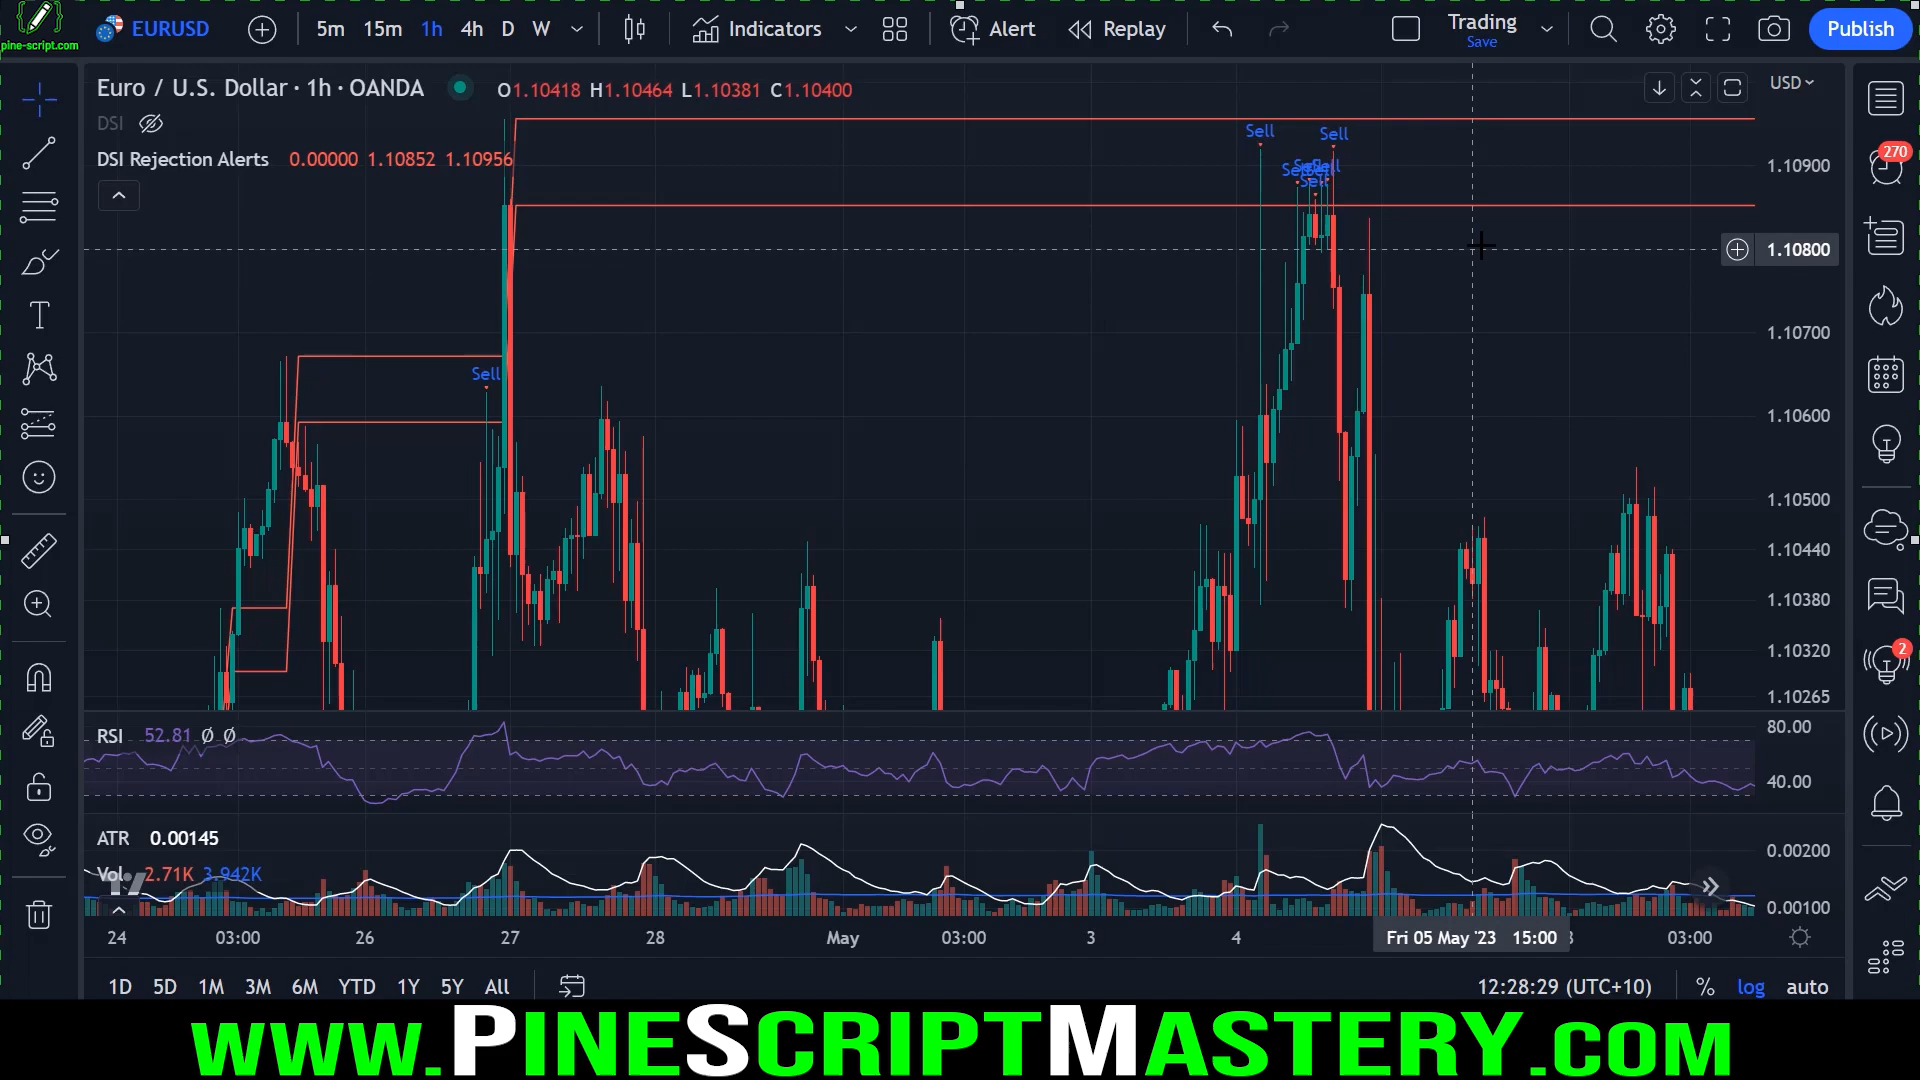 pine-script.com
EURUSD
5m 15m 1h 4h D W
Indicators
Alert
Replay
Trading
Save
Publish
Euro / U.S. Dollar · 1h · OANDA
O1.10418 H1.10464 L1.10381 C1.10400
USD
DSI
DSI Rejection Alerts 0.00000 1.10852 1.10956
270
Sell
Sell
Sell
Sell
1.10900
1.10800
1.10700
1.10600
1.10500
1.10440
1.10380
1.10320
1.10265
2
RSI 52.81 Ø Ø
80.00
40.00
ATR 0.00145
Vol 2.71K 3.942K
0.00200
0.00100
24 03:00 26 27 28 May 03:00 3 4 Fri 05 May '23 15:00 03:00
1D 5D 1M 3M 6M YTD 1Y 5Y All
12:28:29 (UTC+10) % log auto
www.PineScriptMastery.com